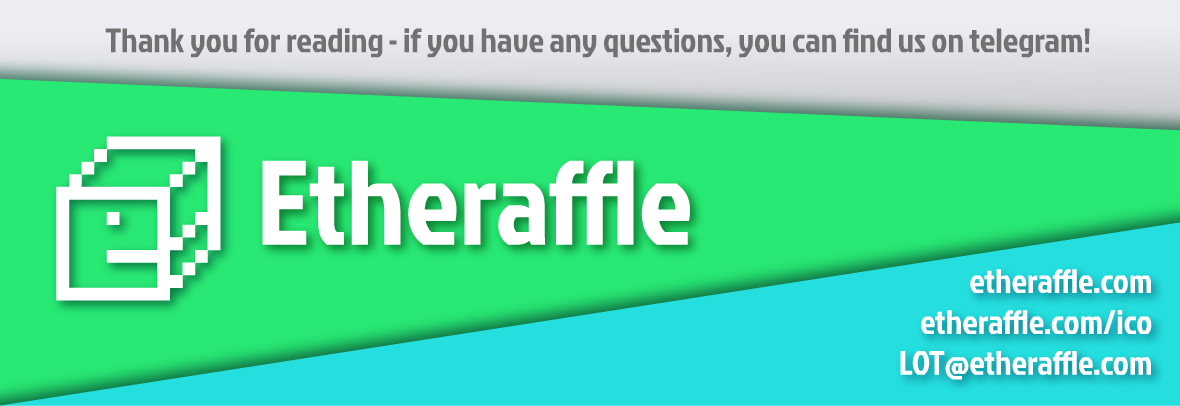 Thank you for reading - if you have any questions, you can find us on telegram!
Etheraffle
etheraffle.com
etheraffle.com/ico
LOT@etheraffle.com